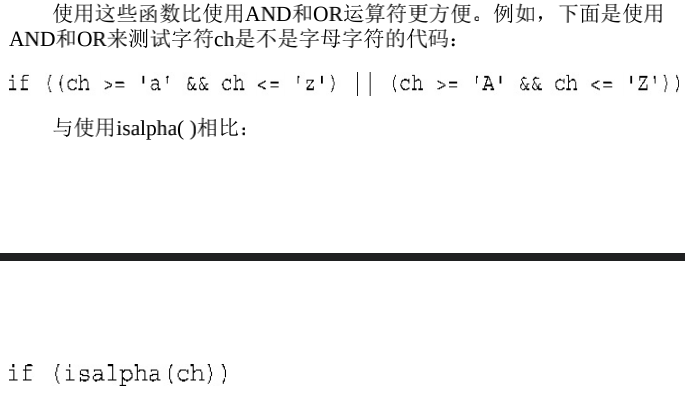 使用这些函数比使用AND和OR运算符更方便。例如，下面是使用
AND和OR来测试字符ch是不是字母字符的代码：
if ((ch >= 'a' && ch <= 'z') || (ch >= 'A' && ch <= 'Z'))
与使用isalpha( )相比：
if (isalpha(ch))